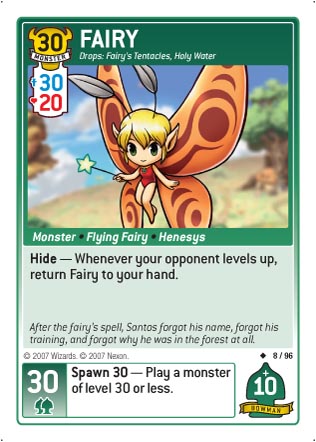 30
MONSTER
FAIRY
Drops: Fairy's Tentacles, Holy Water
30
20
Monster • Flying Fairy • Henesys
Hide — Whenever your opponent levels up,
return Fairy to your hand.
After the fairy's spell, Santos forgot his name, forgot his
training, and forgot why he was in the forest at all.
© 2007 Wizards. © 2007 Nexon.
◆ 8 / 96
30
Spawn 30 — Play a monster
of level 30 or less.
+
10
BOWMAN